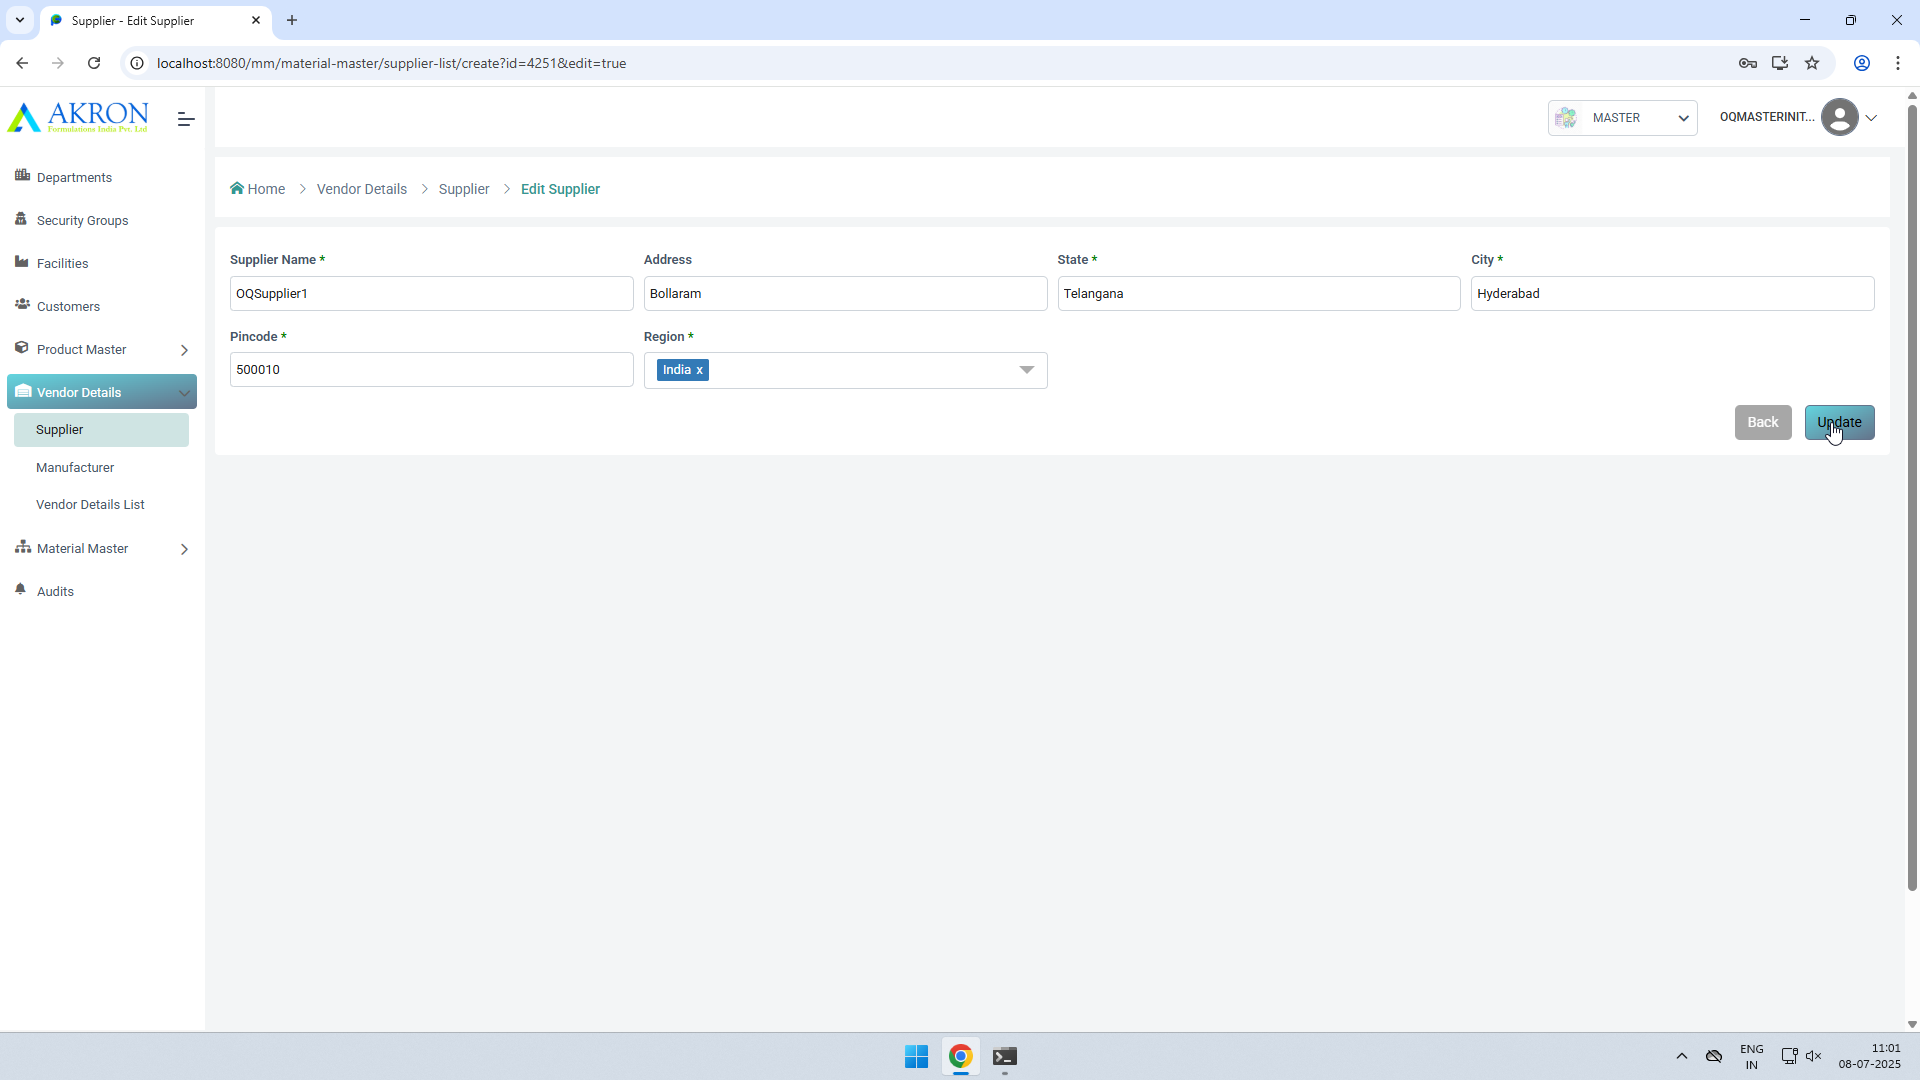 Supplier - Edit Supplier
localhost:8080/mm/material-master/supplier-list/create?id=4251&edit=true
AKRON
Formulations India Pvt. Ltd
MASTER
OQMASTERINIT...
Departments
Security Groups
Facilities
Customers
Product Master
Vendor Details
Supplier
Manufacturer
Vendor Details List
Material Master
Audits
Home > Vendor Details > Supplier > Edit Supplier
Supplier Name *
OQSupplier1
Address
Bollaram
State *
Telangana
City *
Hyderabad
Pincode *
500010
Region *
India x
Back
Update
ENG
IN
11:01
08-07-2025